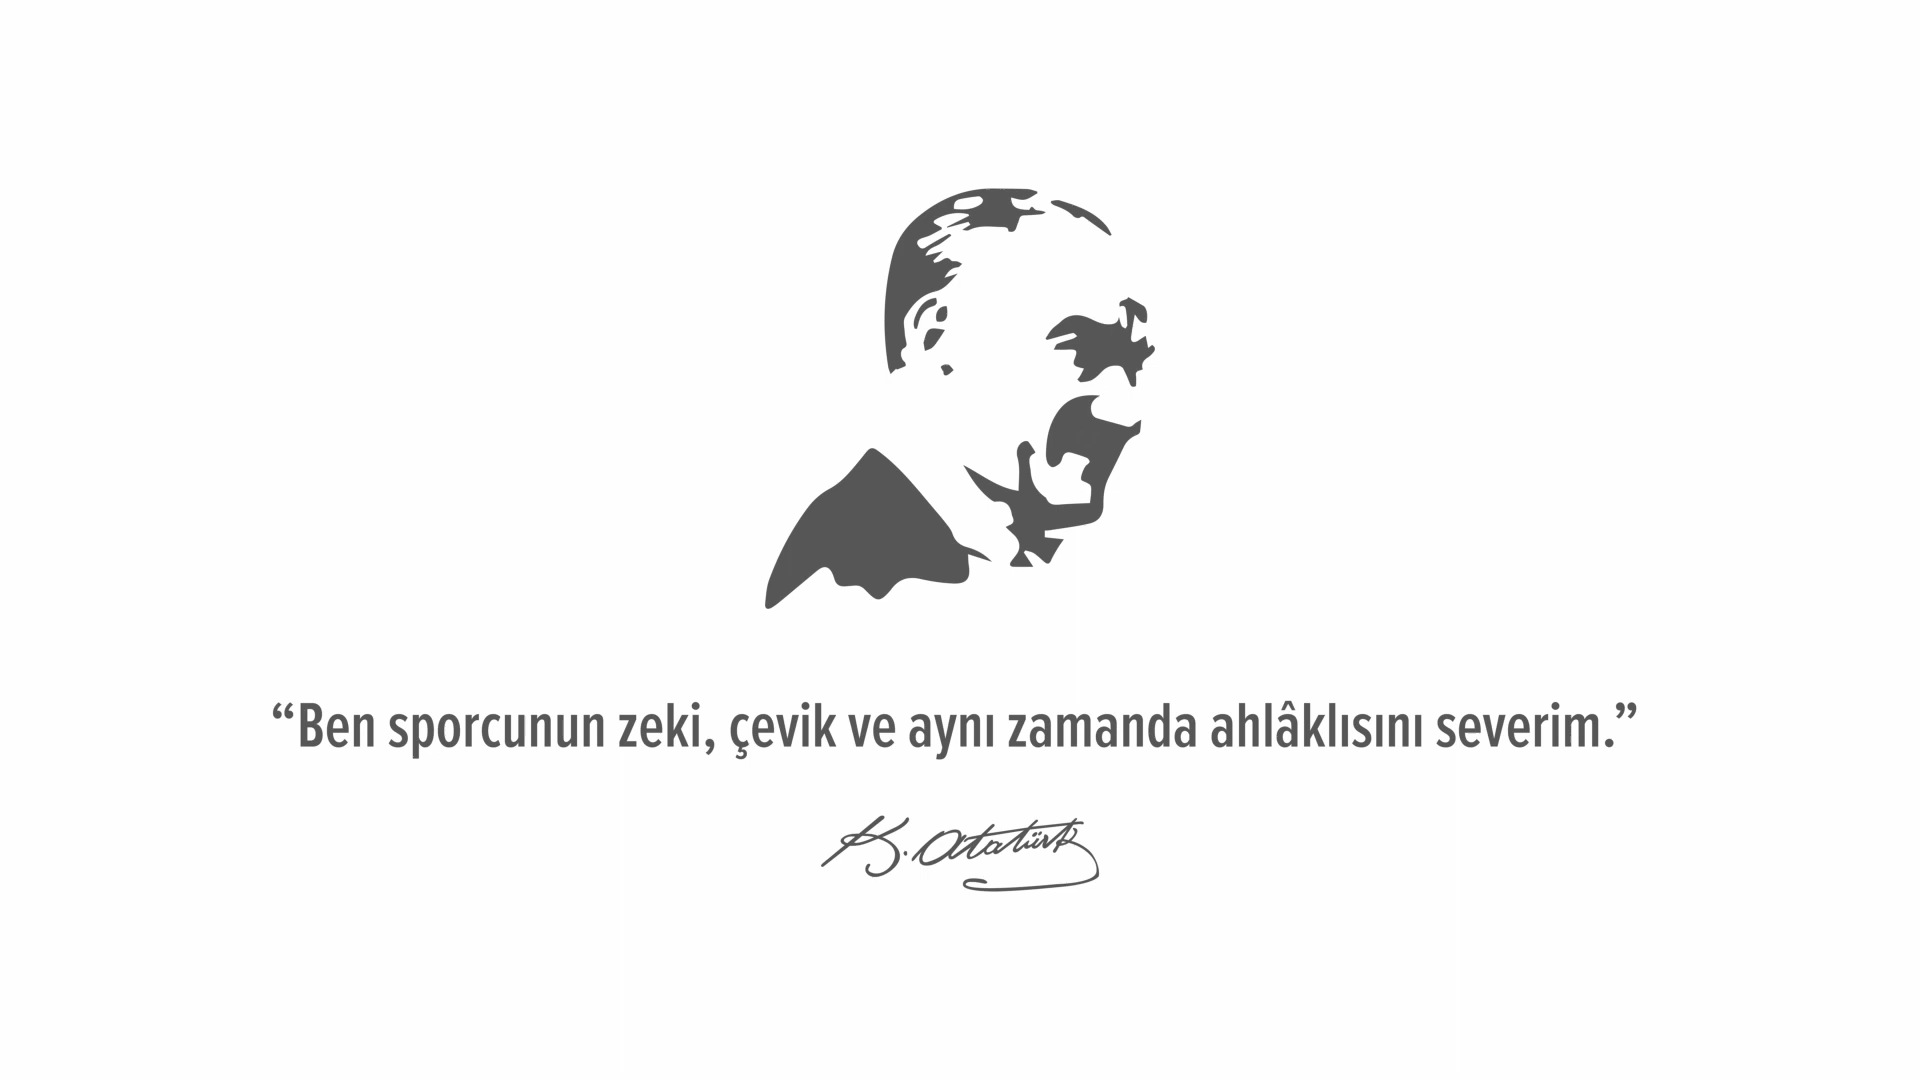 “Ben sporcunun zeki, çevik ve aynı zamanda ahlâklısını severim.”
K. Atatürk